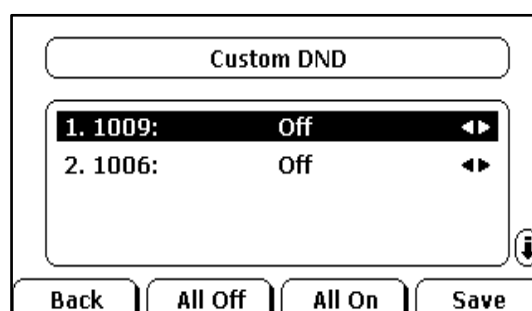 Custom DND
1. 1009: Off
2. 1006: Off
Back All Off All On Save